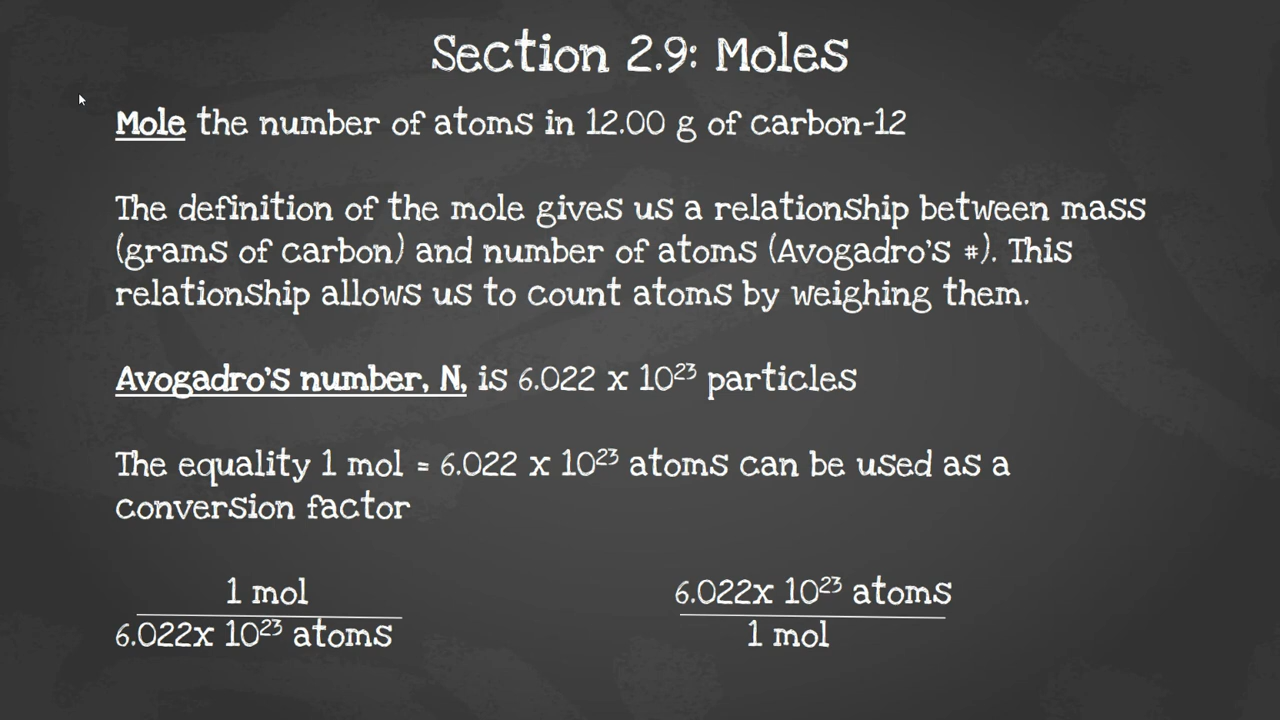 Section 2.9: Moles
Mole the number of atoms in 12.00 g of carbon-12
The definition of the mole gives us a relationship between mass
(grams of carbon) and number of atoms (Avogadro's #). This
relationship allows us to count atoms by weighing them.
Avogadro's number, N, is 6.022 x 10²³ particles
The equality 1 mol = 6.022 x 10²³ atoms can be used as a
conversion factor
1 mol
6.022x 10²³ atoms
6.022x 10²³ atoms
1 mol